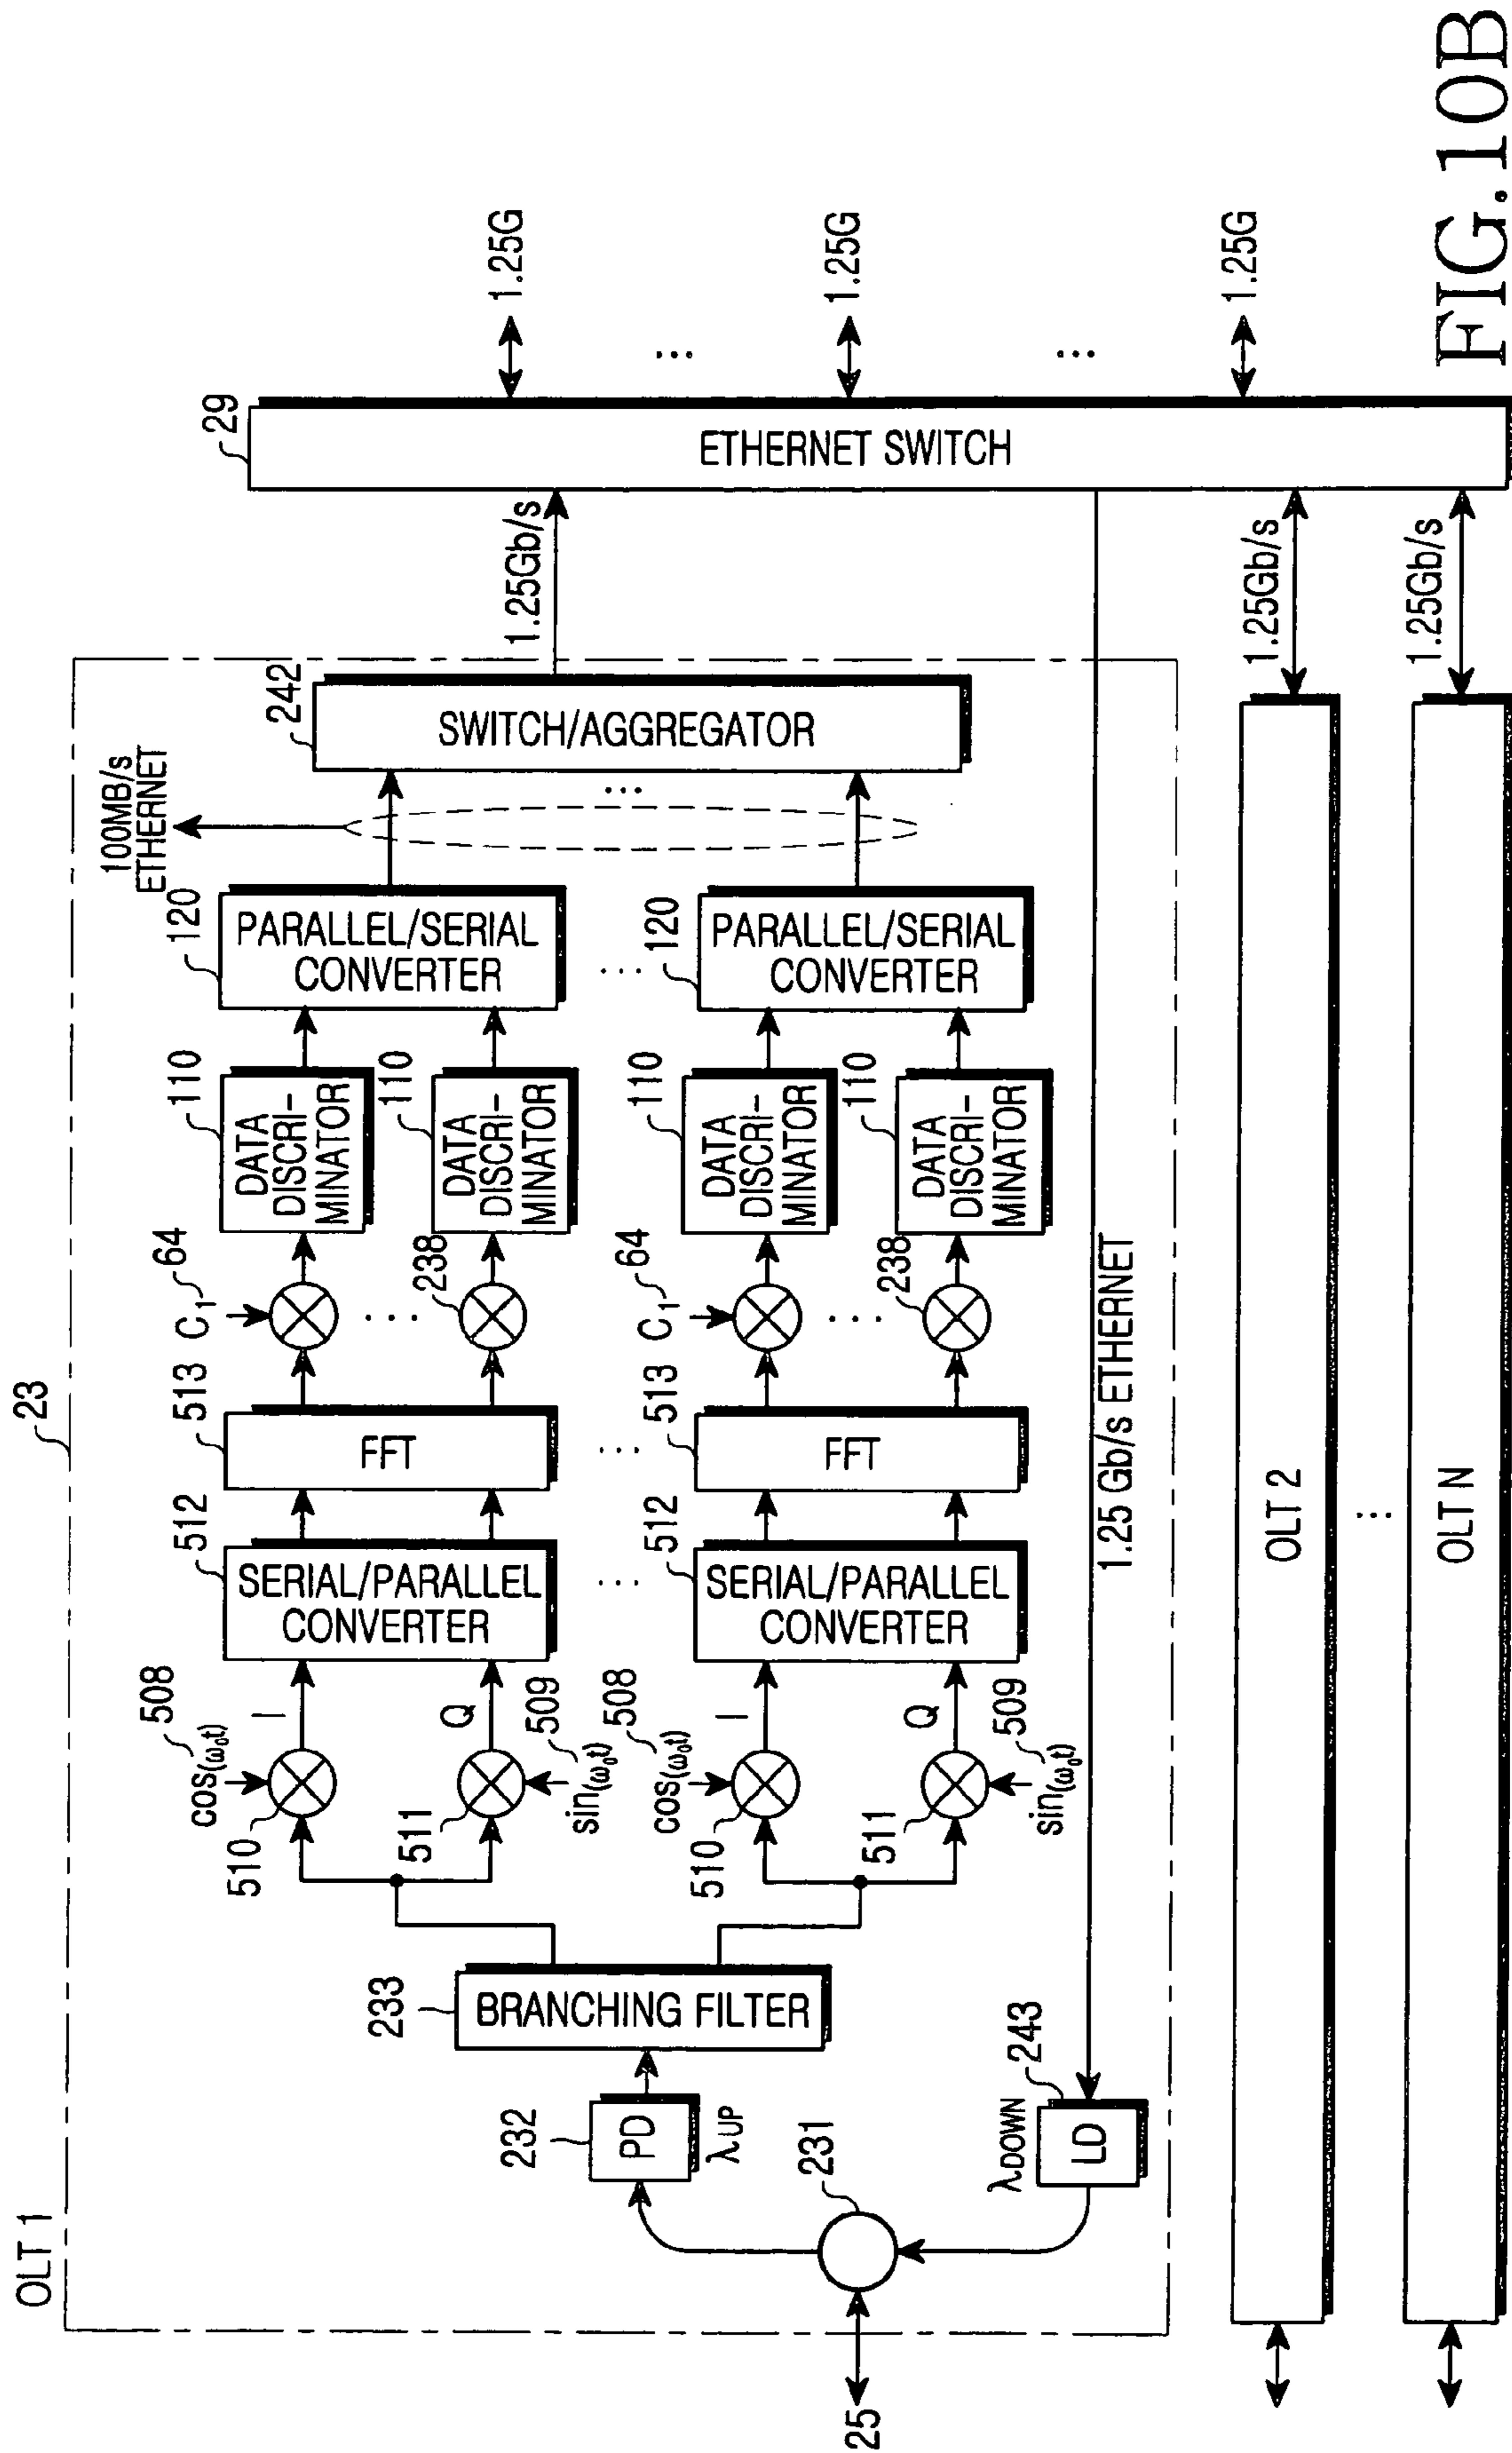 OLT 1
23
25
231
232
PD
λUP
233
BRANCHING FILTER
λDOWN
243
LD
508
cos(ω₀t)
510
I
511
Q
sin(ω₀t)
509
512
SERIAL/PARALLEL
CONVERTER
513
FFT
C₁
64
238
110
DATA
DISCRI-
MINATOR
110
DATA
DISCRI-
MINATOR
120
PARALLEL/SERIAL
CONVERTER
...
508
cos(ω₀t)
510
I
511
Q
sin(ω₀t)
509
512
SERIAL/PARALLEL
CONVERTER
513
FFT
C₁
64
238
110
DATA
DISCRI-
MINATOR
110
DATA
DISCRI-
MINATOR
120
PARALLEL/SERIAL
CONVERTER
100MB/s
ETHERNET
...
242
SWITCH/AGGREGATOR
1.25Gb/s
1.25 Gb/s ETHERNET
29
ETHERNET SWITCH
1.25G
...
1.25G
...
1.25G
OLT 2
1.25Gb/s
...
OLT N
1.25Gb/s
FIG.10B